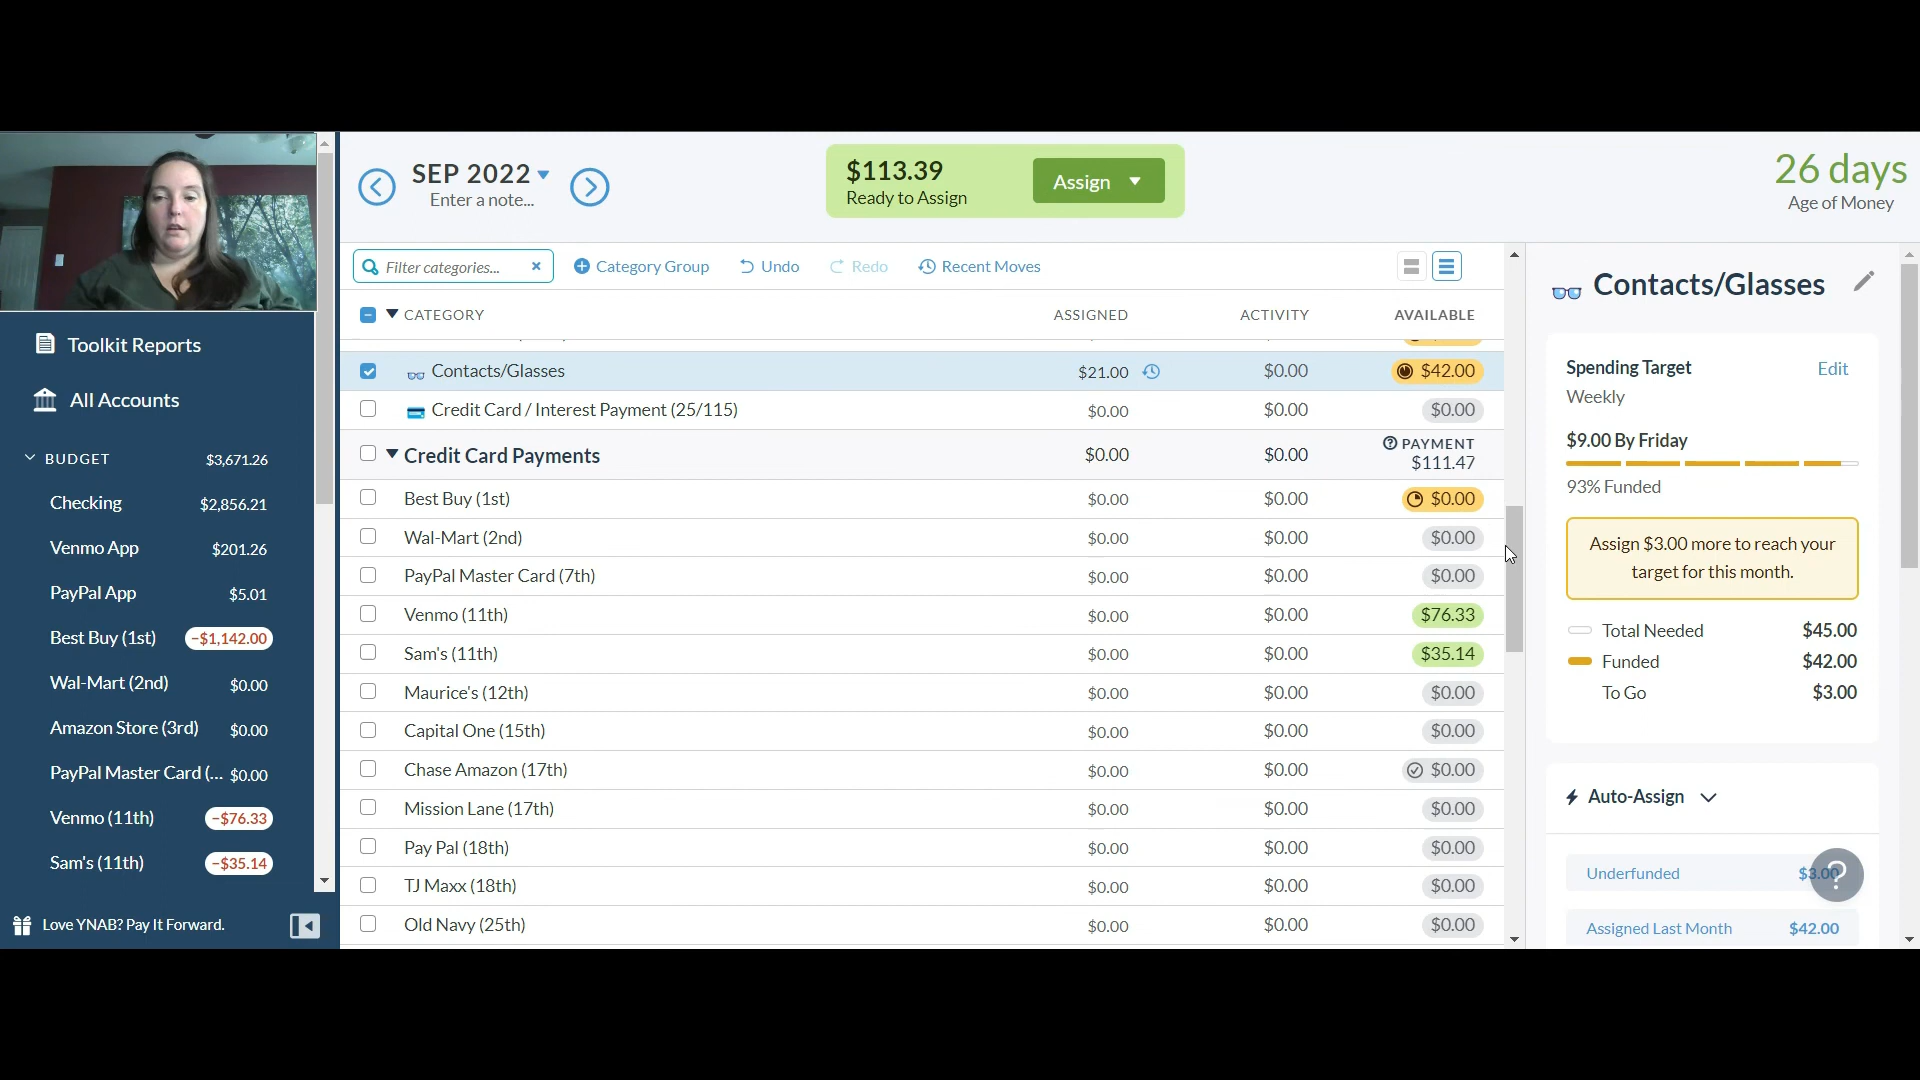 SEP 2022
Enter a note...
$113.39
Ready to Assign
Assign
26 days
Age of Money
Filter categories...
Category Group
Undo
Redo
Recent Moves
CATEGORY
ASSIGNED
ACTIVITY
AVAILABLE
Contacts/Glasses $21.00 $0.00 $42.00
Credit Card / Interest Payment (25/115) $0.00 $0.00 $0.00
Credit Card Payments $0.00 $0.00 PAYMENT
$111.47
Best Buy (1st) $0.00 $0.00 $0.00
Wal-Mart (2nd) $0.00 $0.00 $0.00
PayPal Master Card (7th) $0.00 $0.00 $0.00
Venmo (11th) $0.00 $0.00 $76.33
Sam's (11th) $0.00 $0.00 $35.14
Maurice's (12th) $0.00 $0.00 $0.00
Capital One (15th) $0.00 $0.00 $0.00
Chase Amazon (17th) $0.00 $0.00 $0.00
Mission Lane (17th) $0.00 $0.00 $0.00
Pay Pal (18th) $0.00 $0.00 $0.00
TJ Maxx (18th) $0.00 $0.00 $0.00
Old Navy (25th) $0.00 $0.00 $0.00
Toolkit Reports
All Accounts
BUDGET $3,671.26
Checking $2,856.21
Venmo App $201.26
PayPal App $5.01
Best Buy (1st) −$1,142.00
Wal-Mart (2nd) $0.00
Amazon Store (3rd) $0.00
PayPal Master Card (... $0.00
Venmo (11th) −$76.33
Sam's (11th) −$35.14
Love YNAB? Pay It Forward.
Contacts/Glasses
Spending Target Edit
Weekly
$9.00 By Friday
93% Funded
Assign $3.00 more to reach your
target for this month.
Total Needed $45.00
Funded $42.00
To Go $3.00
Auto-Assign
Underfunded $3.00
?
Assigned Last Month $42.00